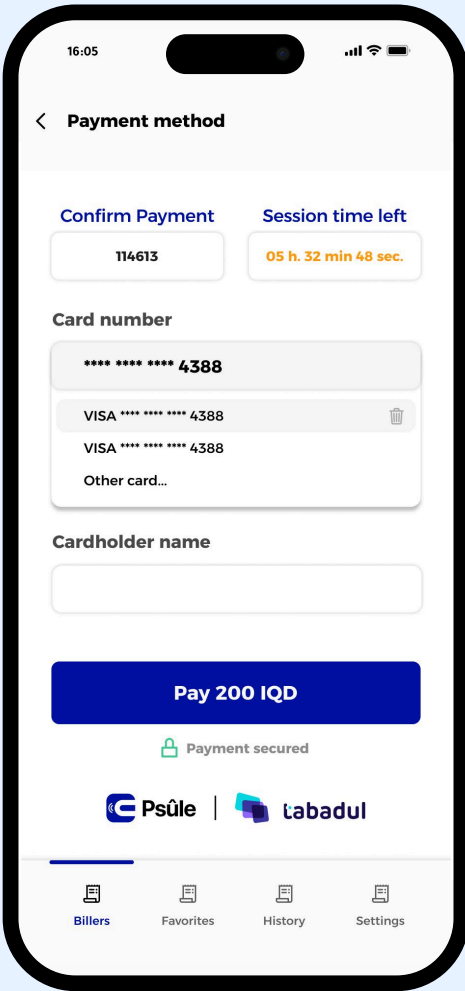 16:05
Payment method
Confirm Payment
Session time left
114613
05 h. 32 min 48 sec.
Card number
**** **** **** 4388
VISA **** **** **** 4388
VISA **** **** **** 4388
Other card...
Cardholder name
Pay 200 IQD
Payment secured
Psûle | tabadul
Billers
Favorites
History
Settings